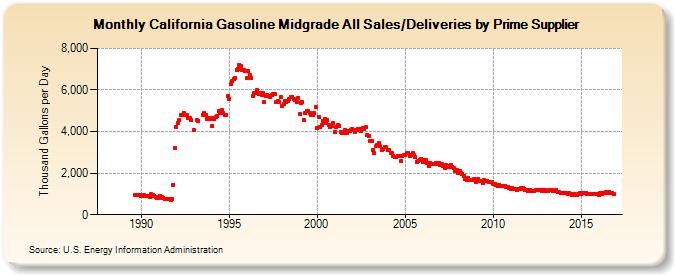 Monthly California Gasoline Midgrade All Sales/Deliveries by Prime Supplier
Thousand Gallons per Day
8,000
6,000
4,000
2,000
0
1990 1995 2000 2005 2010 2015
Source: U.S. Energy Information Administration